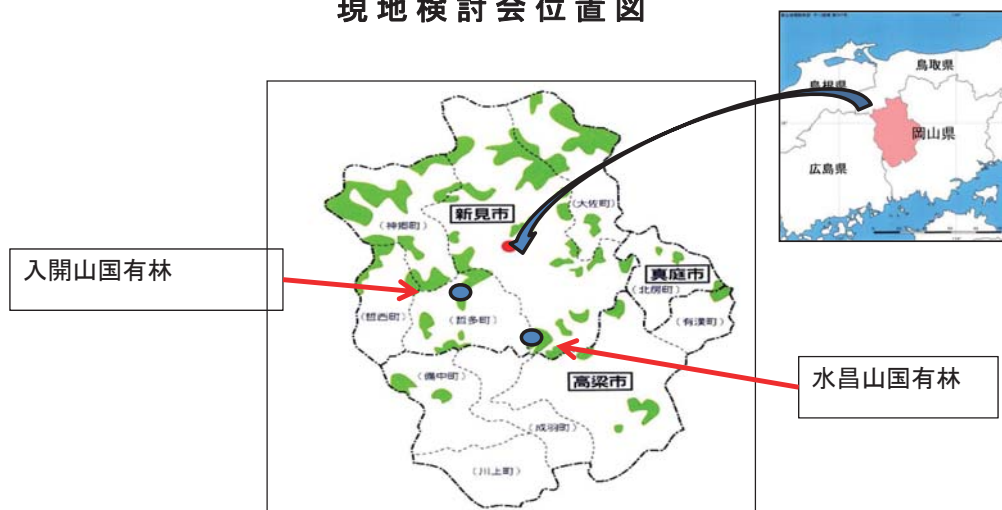 現地検討会位置図
鳥取県
島根県
岡山県
広島県
新見市
（大佐町）
（神郷町）
入開山国有林
真庭市
（北房町）
（哲西町）
（哲多町）
（有漢町）
水昌山国有林
（備中町）
高梁市
（成羽町）
（川上町）